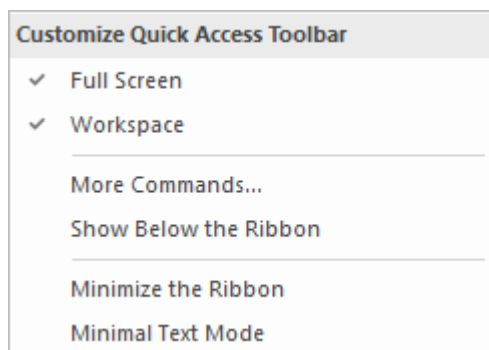 Customize Quick Access Toolbar
Full Screen
Workspace
More Commands...
Show Below the Ribbon
Minimize the Ribbon
Minimal Text Mode